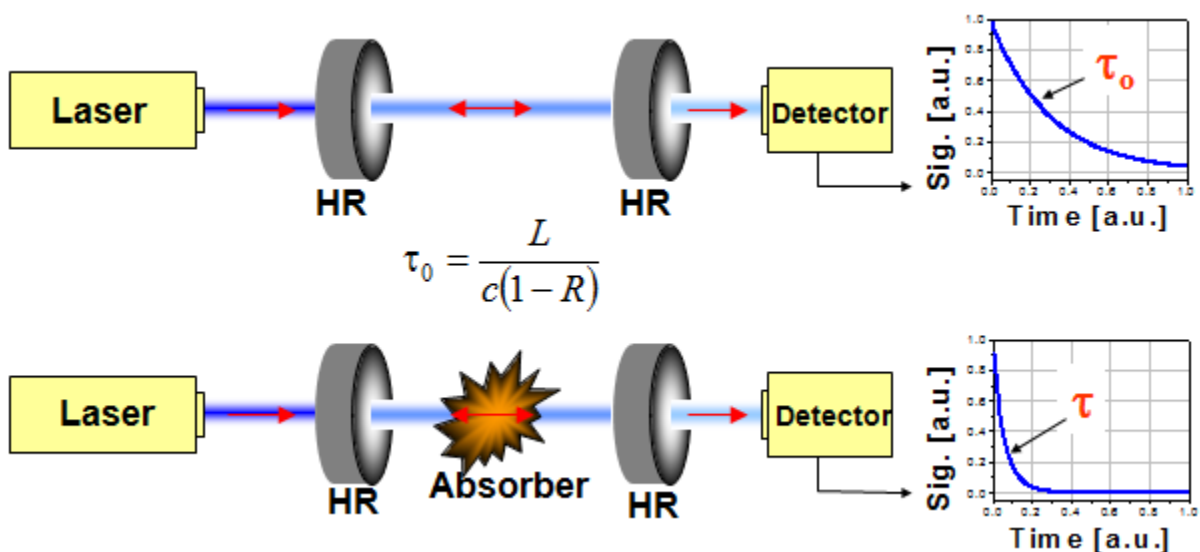 Laser
HR
HR
Detector
Sig. [a.u.]
1.0
0.8
0.6
0.4
0.2
0.0
τo
0.0 0.2 0.4 0.6 0.8 1.0
Time [a.u.]
τ0 = L / c(1 − R)
Laser
HR
Absorber
HR
Detector
Sig. [a.u.]
1.0
0.8
0.6
0.4
0.2
0.0
τ
0.0 0.2 0.4 0.6 0.8 1.0
Time [a.u.]